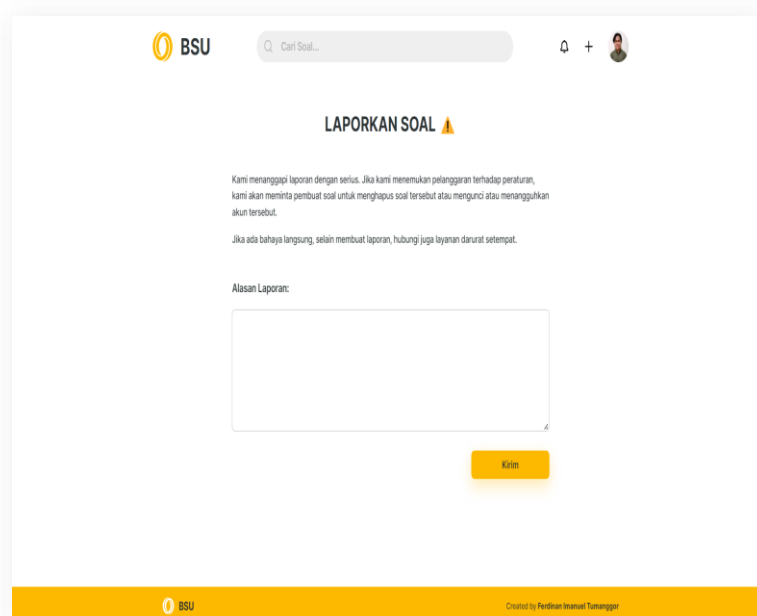 BSU
Cari Soal...
LAPORKAN SOAL
Kami menanggapi laporan dengan serius. Jika kami menemukan pelanggaran terhadap peraturan,
kami akan meminta pembuat soal untuk menghapus soal tersebut atau mengunci atau menangguhkan
akun tersebut.
Jika ada bahaya langsung, selain membuat laporan, hubungi juga layanan darurat setempat.
Alasan Laporan:
Kirim
BSU
Created by Ferdinan Imanuel Tumanggor